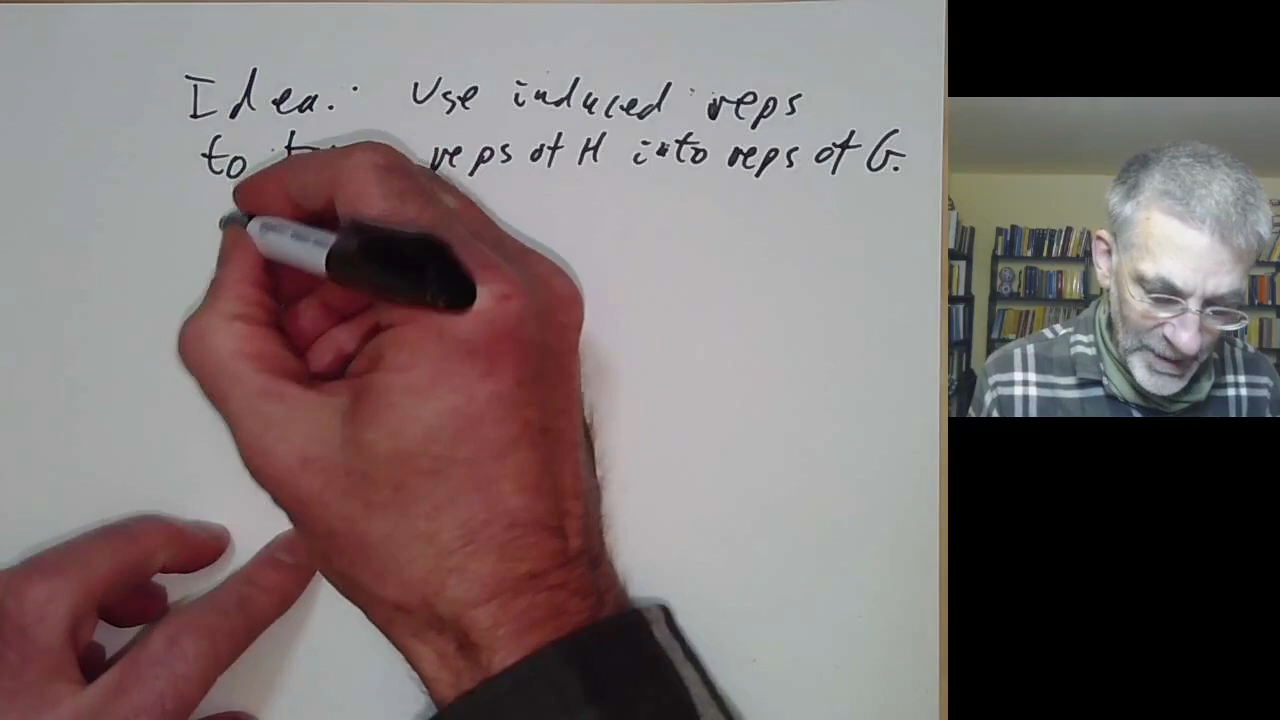 Idea: Use induced reps
to reps of H into reps of G.